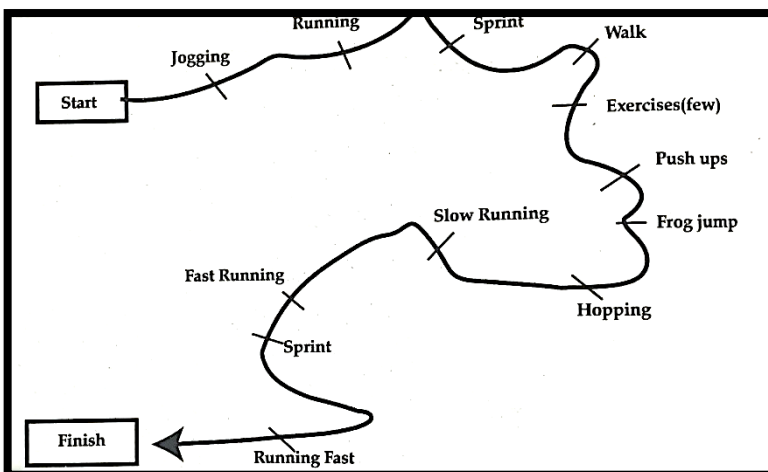 Start
Jogging
Running
Sprint
Walk
Exercises(few)
Push ups
Frog jump
Hopping
Slow Running
Fast Running
Sprint
Running Fast
Finish